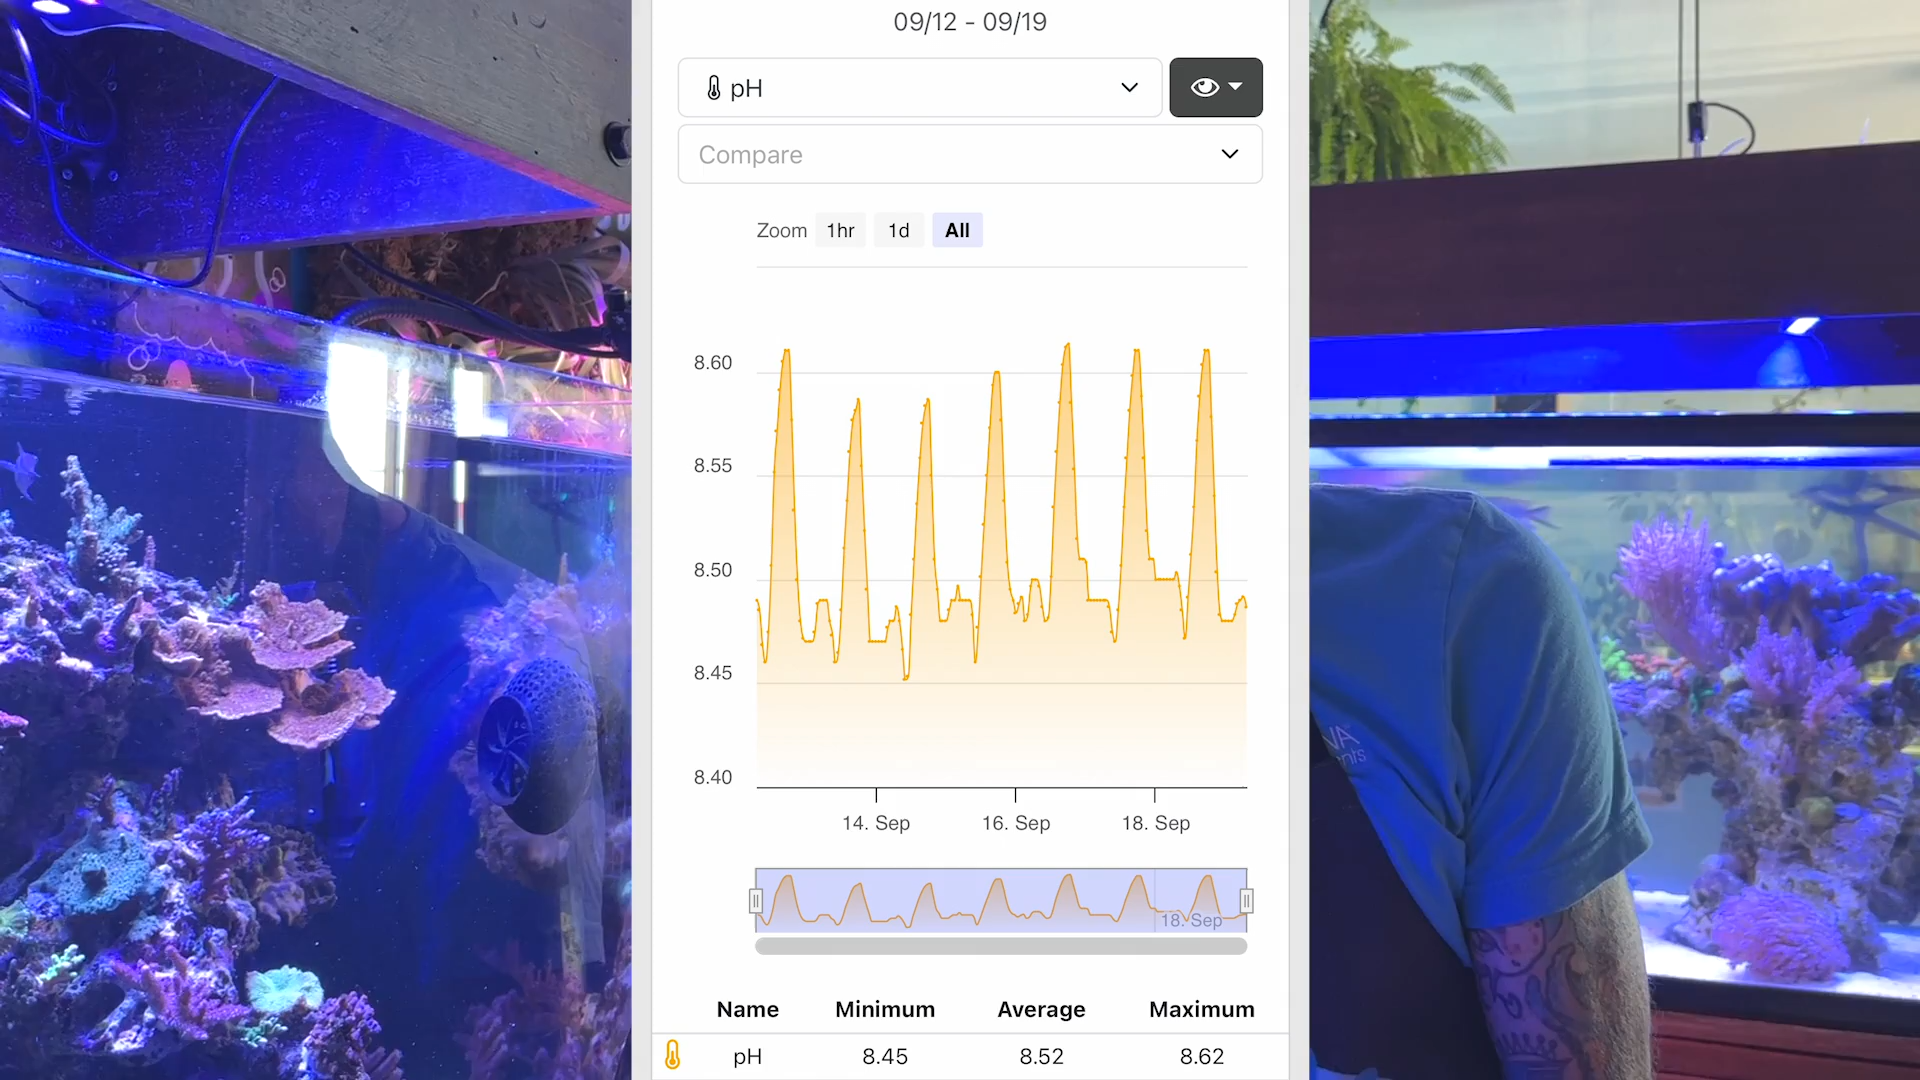 09/12 - 09/19
pH
Compare
Zoom 1hr 1d All
8.60
8.55
8.50
8.45
8.40
14. Sep 16. Sep 18. Sep
18. Sep
Name Minimum Average Maximum
pH 8.45 8.52 8.62